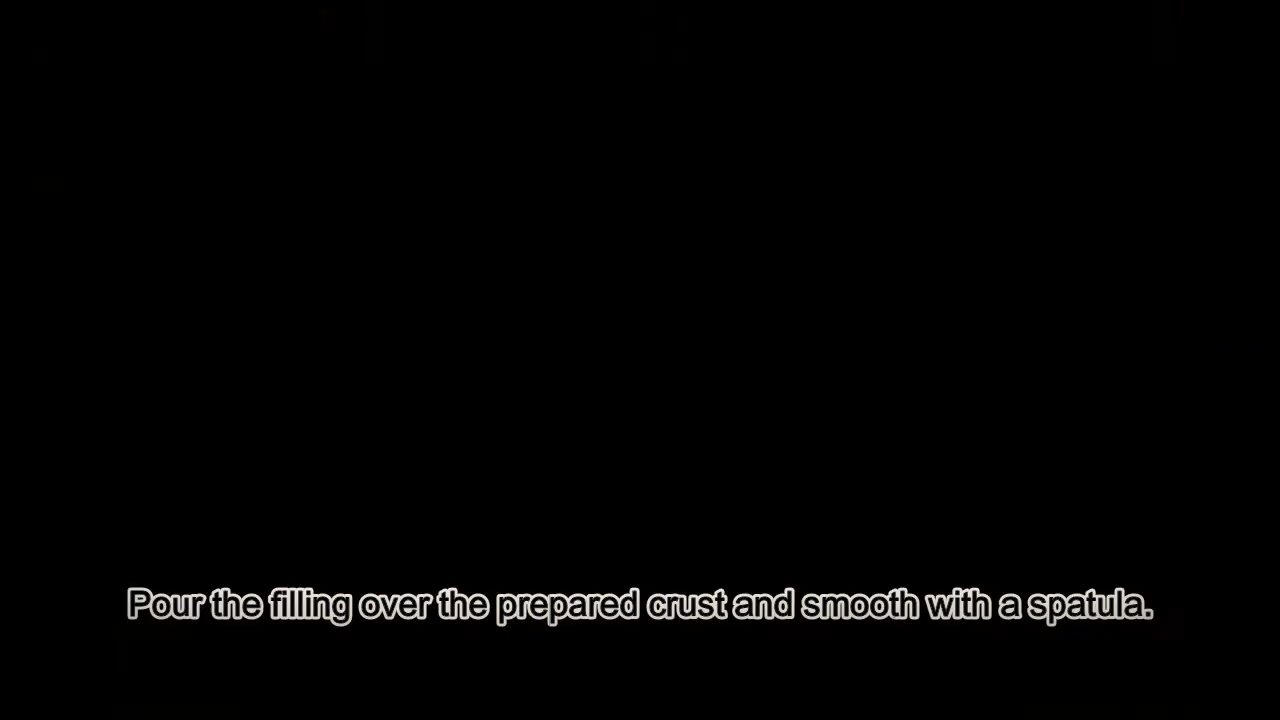 Pour the filling over the prepared crust and smooth with a spatula.